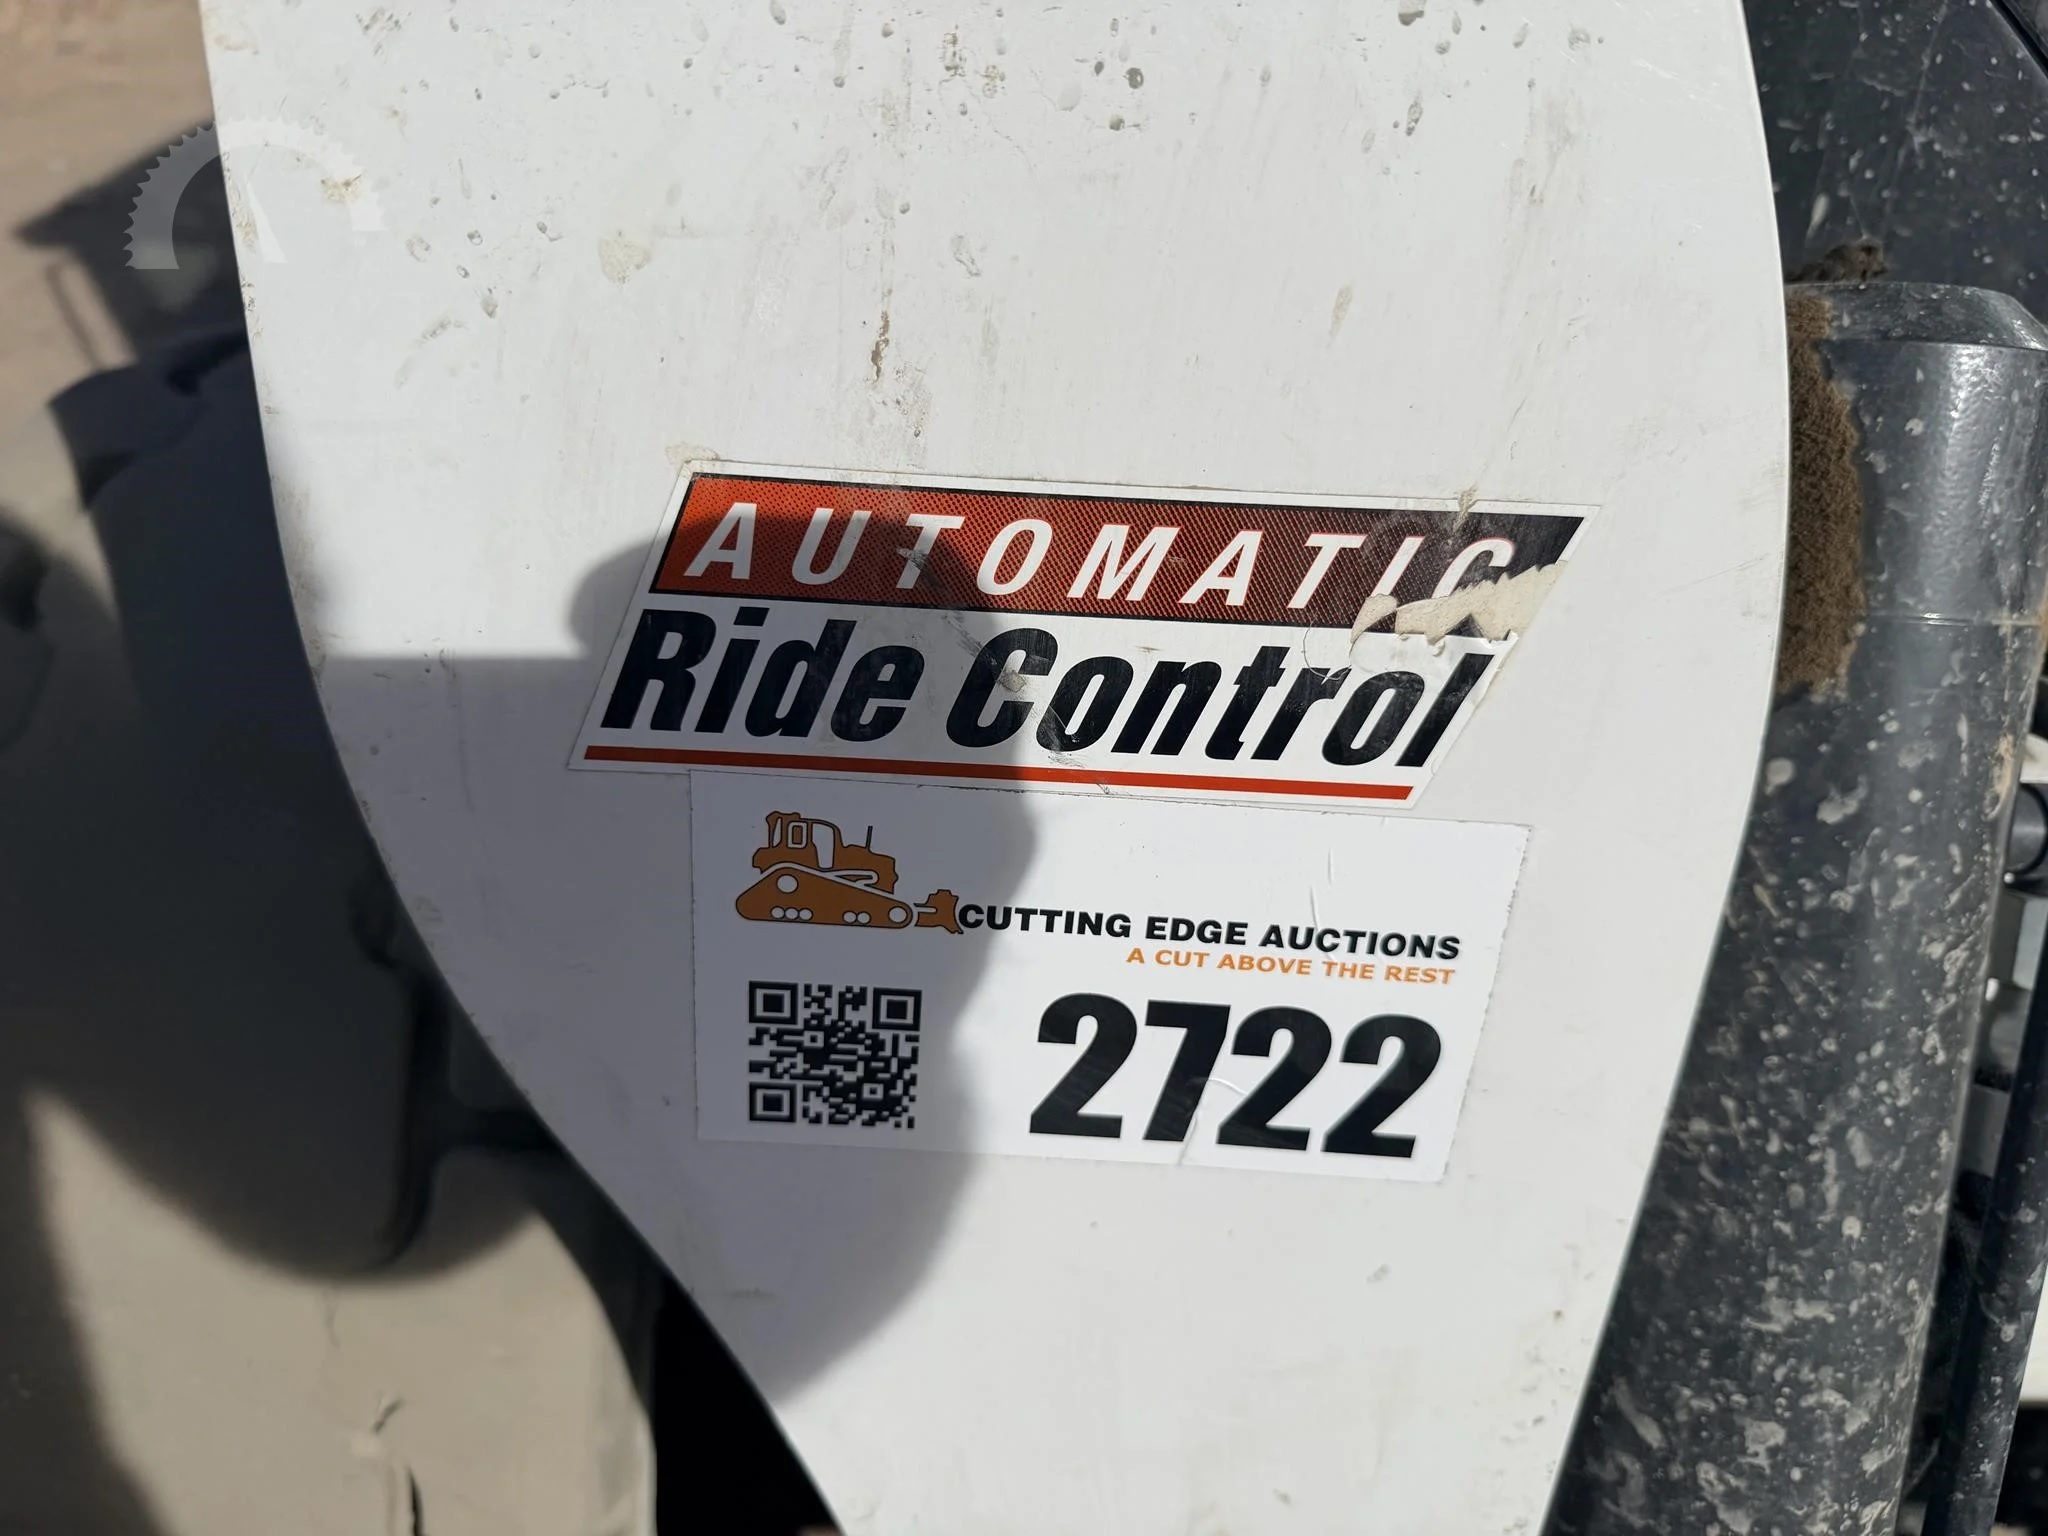 AUTOMATIC
Ride Control
CUTTING EDGE AUCTIONS
A CUT ABOVE THE REST
2722